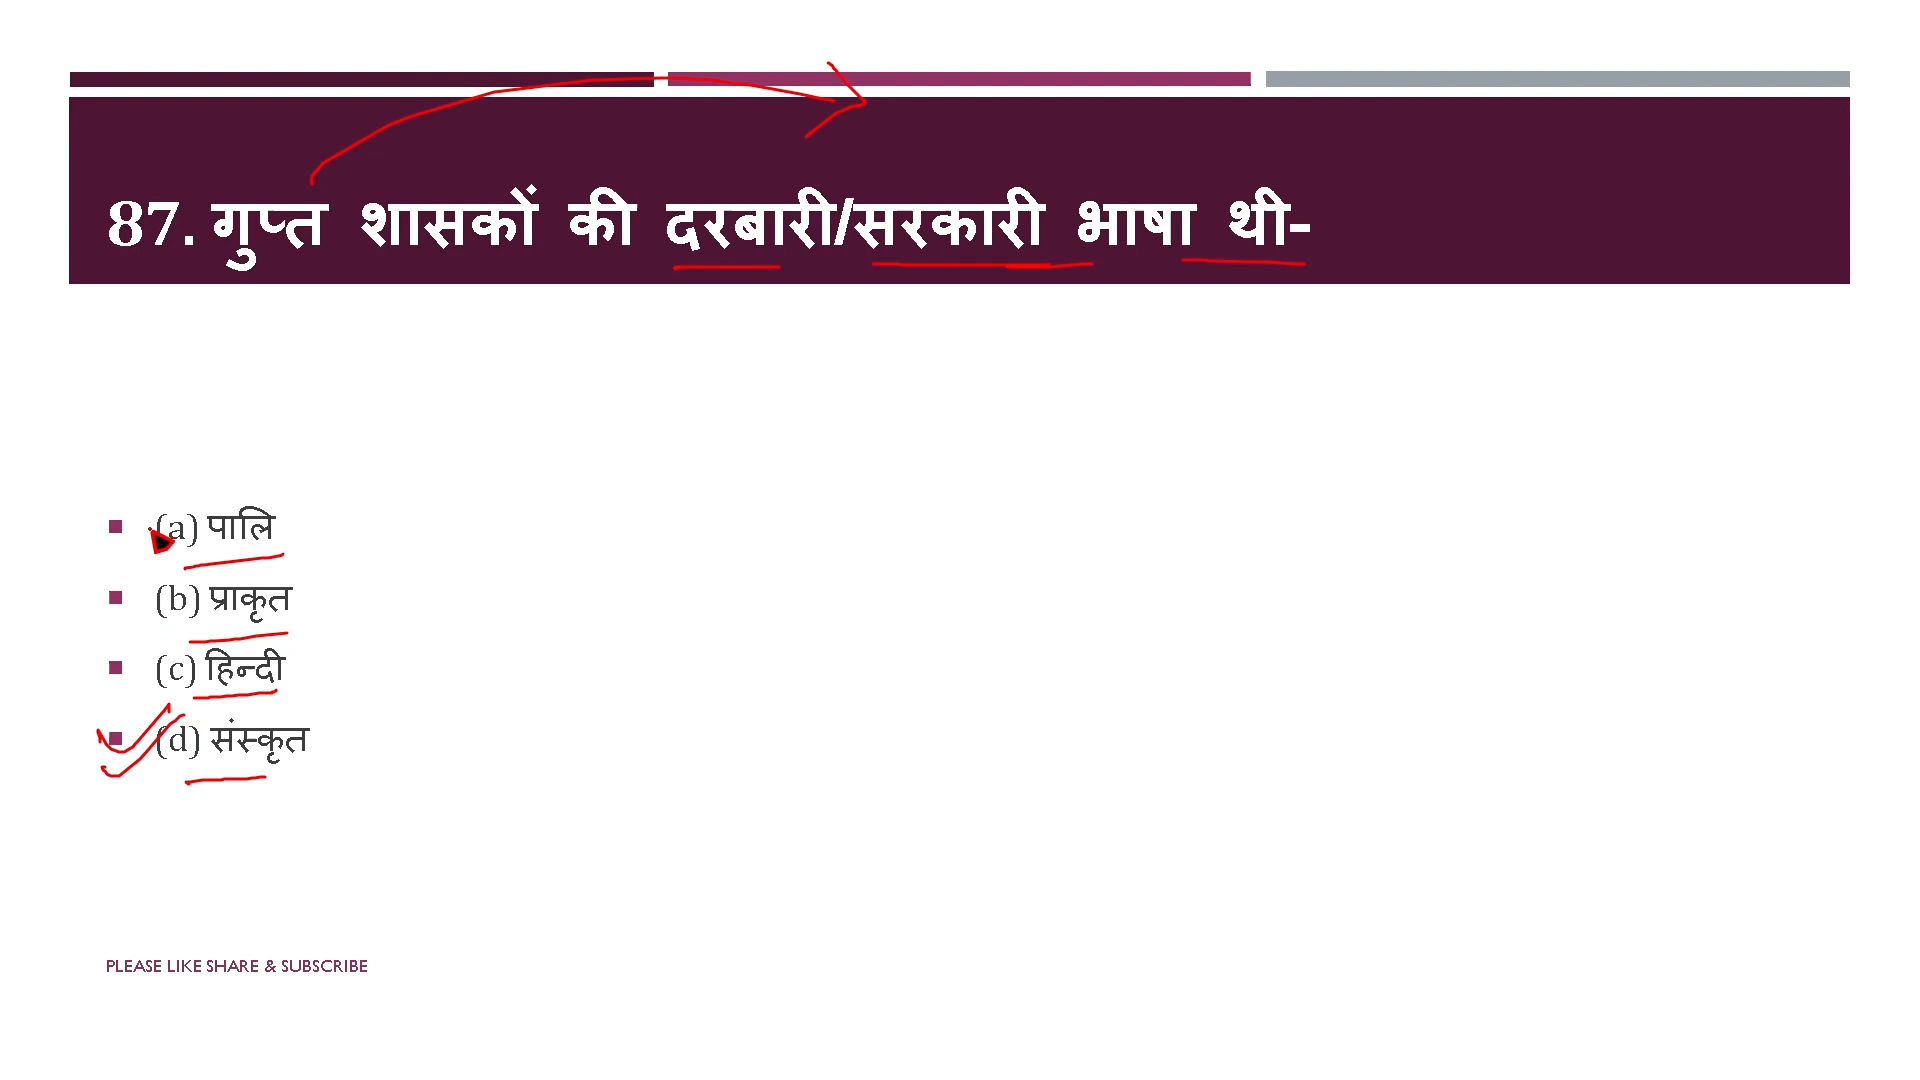 87. गुप्त शासकों की दरबारी/सरकारी भाषा थी-
(a) पालि
(b) प्राकृत
(c) हिन्दी
(d) संस्कृत
PLEASE LIKE SHARE & SUBSCRIBE